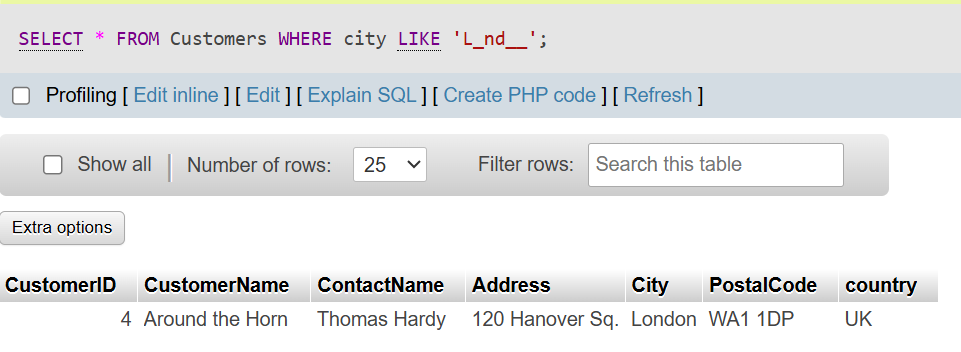 SELECT * FROM Customers WHERE city LIKE 'L_nd__';
Profiling [ Edit inline ] [ Edit ] [ Explain SQL ] [ Create PHP code ] [ Refresh ]
Show all | Number of rows: 25 Filter rows: Search this table
Extra options
CustomerID CustomerName ContactName Address City PostalCode country
4 Around the Horn Thomas Hardy 120 Hanover Sq. London WA1 1DP UK